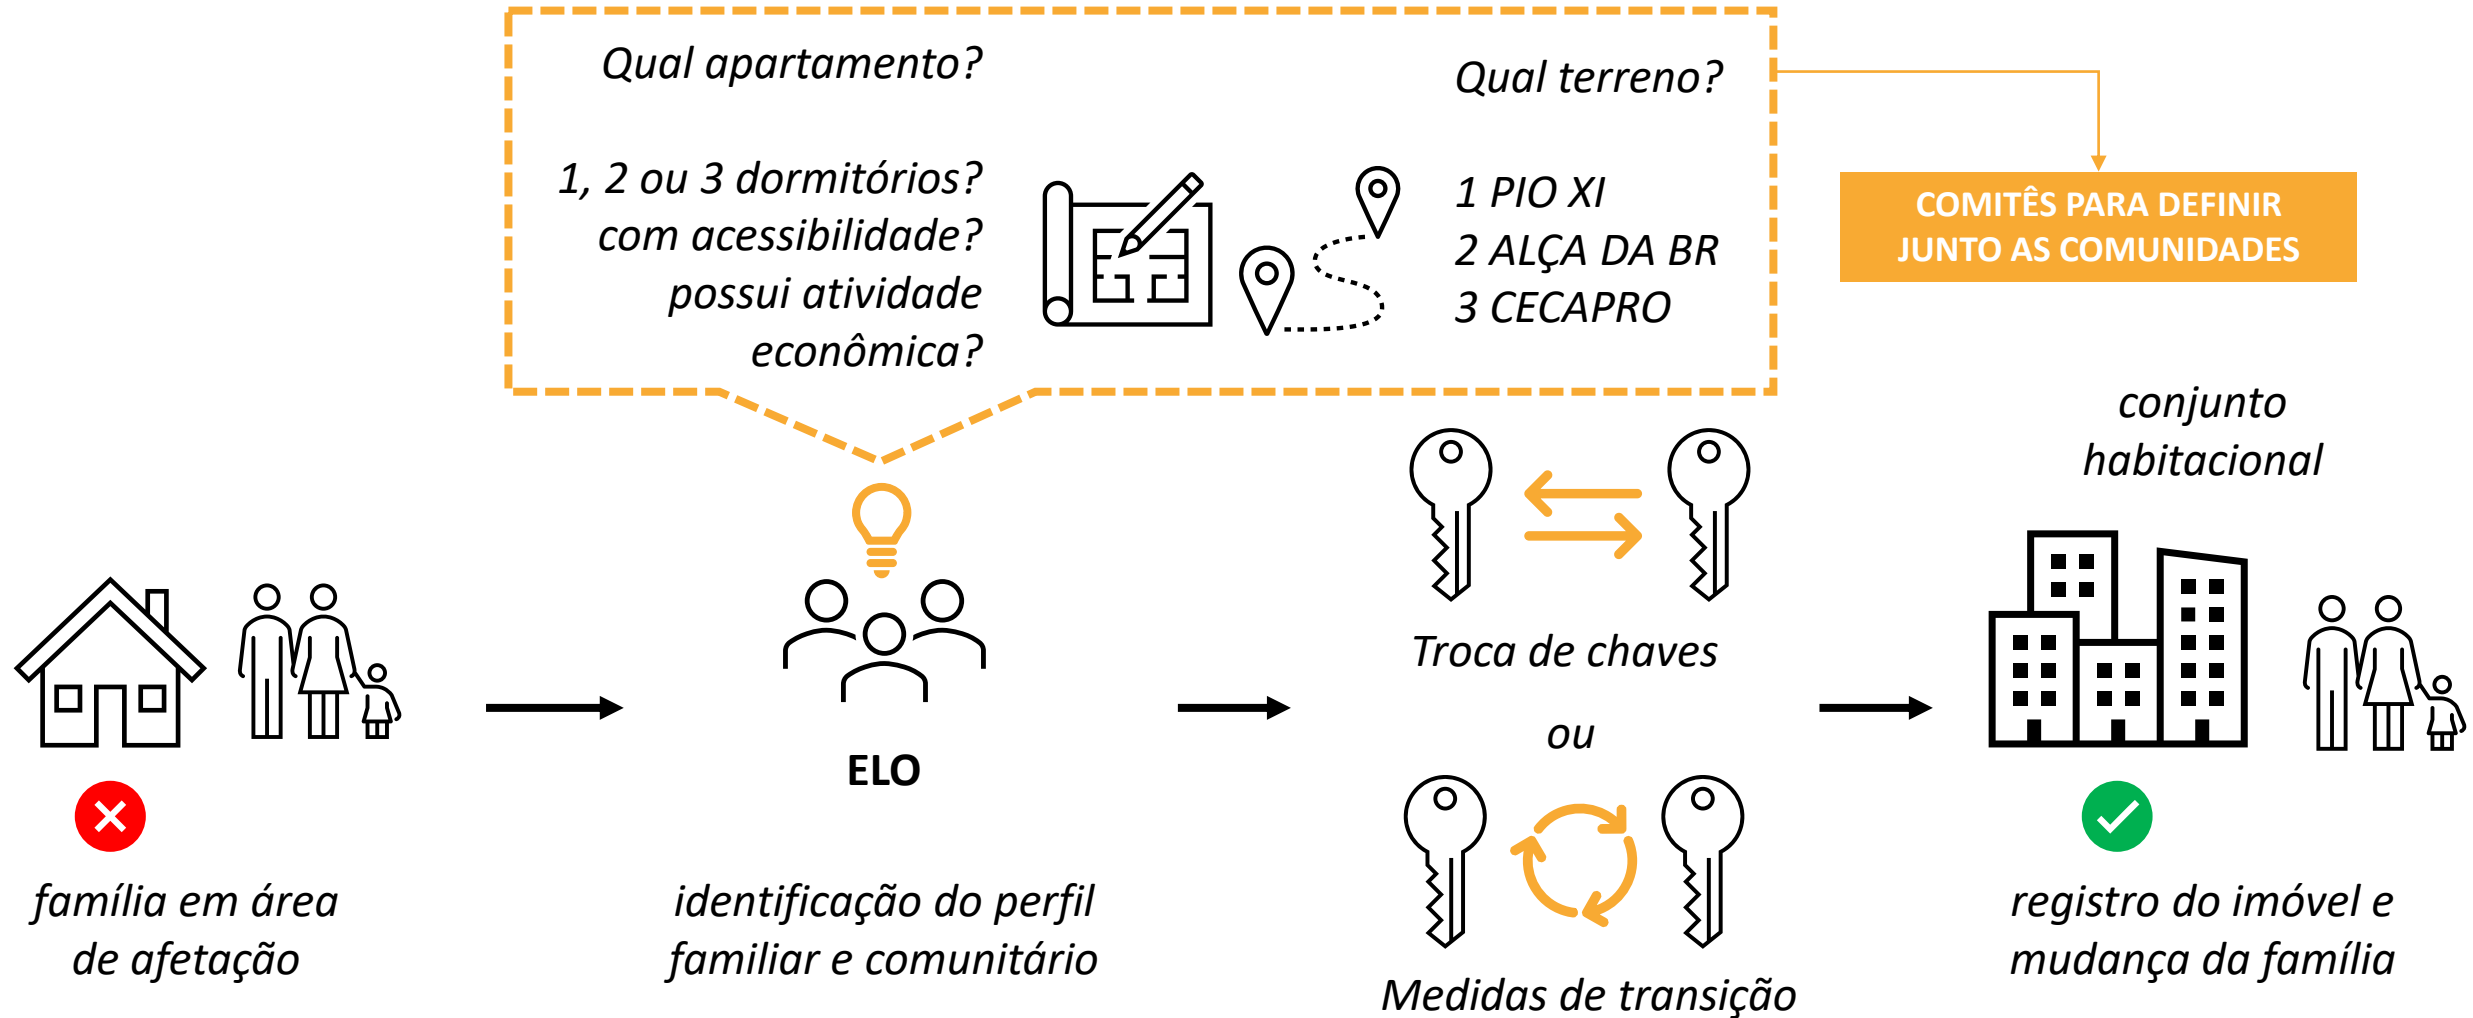 Qual apartamento?
1, 2 ou 3 dormitórios?
com acessibilidade?
possui atividade
econômica?
Qual terreno?
1 PIO XI
2 ALÇA DA BR
3 CECAPRO
COMITÊS PARA DEFINIR
JUNTO AS COMUNIDADES
família em área
de afetação
ELO
identificação do perfil
familiar e comunitário
Troca de chaves
ou
Medidas de transição
conjunto
habitacional
registro do imóvel e
mudança da família